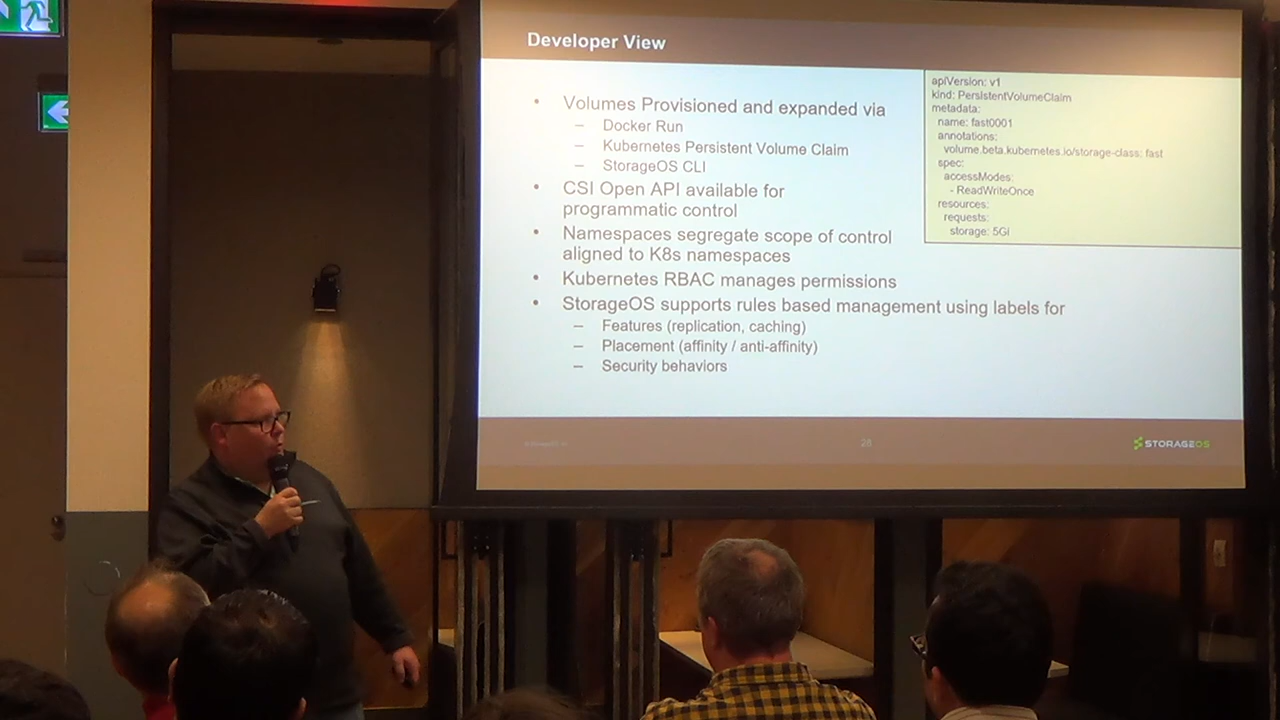 Developer View
• Volumes Provisioned and expanded via
– Docker Run
– Kubernetes Persistent Volume Claim
– StorageOS CLI
• CSI Open API available for
programmatic control
• Namespaces segregate scope of control
aligned to K8s namespaces
• Kubernetes RBAC manages permissions
• StorageOS supports rules based management using labels for
– Features (replication, caching)
– Placement (affinity / anti-affinity)
– Security behaviors
apiVersion: v1
kind: PersistentVolumeClaim
metadata:
name: fast0001
annotations:
volume.beta.kubernetes.io/storage-class: fast
spec:
accessModes:
- ReadWriteOnce
resources:
requests:
storage: 5Gi
STORAGEOS